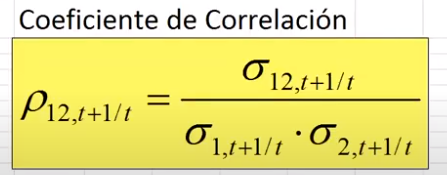 Coeficiente de Correlación
ρ₁₂,ₜ₊₁/ₜ = σ₁₂,ₜ₊₁/ₜ / (σ₁,ₜ₊₁/ₜ · σ₂,ₜ₊₁/ₜ)